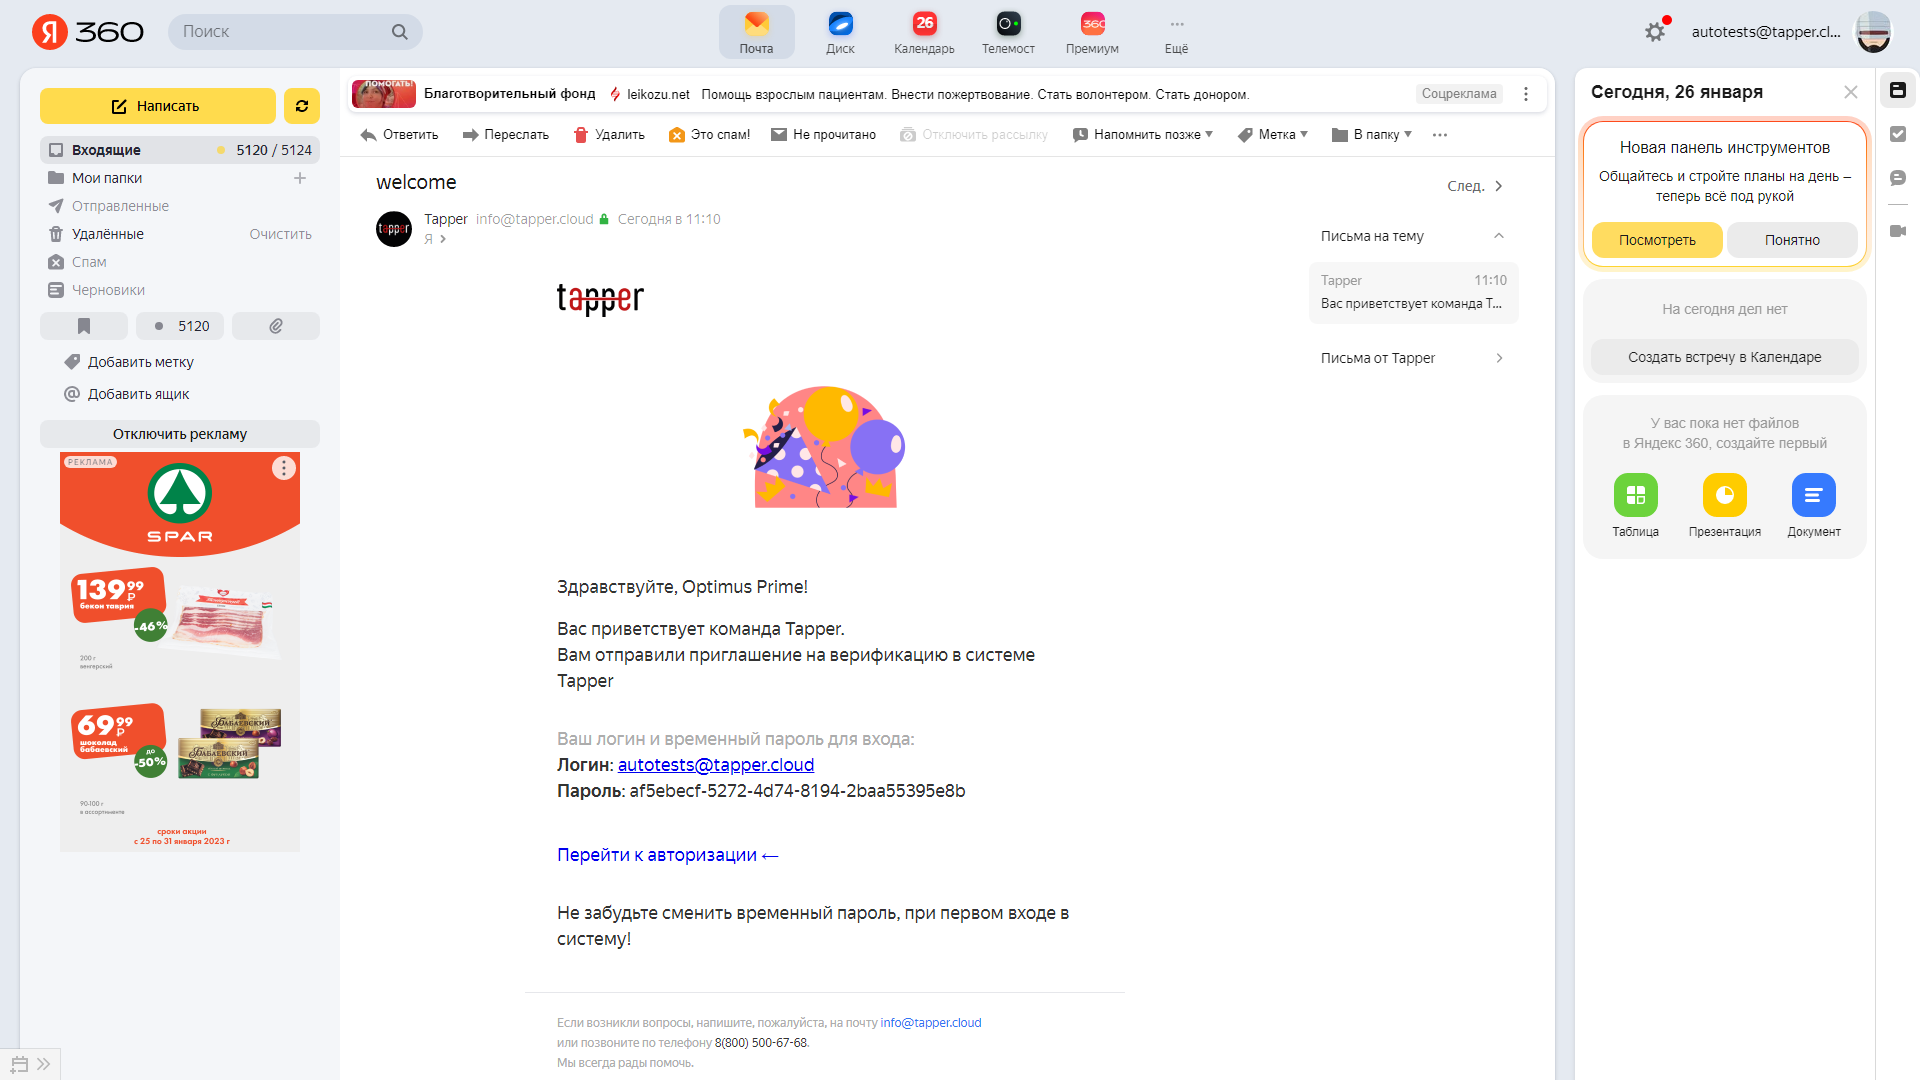 Я 360
Поиск
Почта
Диск
26
Календарь
Телемост
360
Премиум
Ещё
autotests@tapper.cl...
Написать
Входящие
5120 / 5124
Мои папки
Отправленные
Удалённые
Очистить
Спам
Черновики
5120
Добавить метку
Добавить ящик
Отключить рекламу
РЕКЛАМА
SPAR
139 99 ₽
бекон таврия
-46%
200 г
венгерский
69 99 ₽
шоколад
бабаевский
до
-50%
БАБАЕВСКИЙ
БАБАЕВСКИЙ
90-100 г
в ассортименте
сроки акции
с 25 по 31 января 2023 г
ПОМОГАТЬ!
Благотворительный фонд
leikozu.net
Помощь взрослым пациентам. Внести пожертвование. Стать волонтером. Стать донором.
Соцреклама
Ответить
Переслать
Удалить
Это спам!
Не прочитано
Отключить рассылку
Напомнить позже
Метка
В папку
welcome
След.
tapper
Tapper info@tapper.cloud
Сегодня в 11:10
Я
Письма на тему
Tapper
11:10
Вас приветствует команда T...
Письма от Tapper
tapper
Здравствуйте, Optimus Prime!
Вас приветствует команда Tapper.
Вам отправили приглашение на верификацию в системе
Tapper
Ваш логин и временный пароль для входа:
Логин: autotests@tapper.cloud
Пароль: af5ebecf-5272-4d74-8194-2baa55395e8b
Перейти к авторизации ←
Не забудьте сменить временный пароль, при первом входе в
систему!
Если возникли вопросы, напишите, пожалуйста, на почту info@tapper.cloud
или позвоните по телефону 8(800) 500-67-68.
Мы всегда рады помочь.
Сегодня, 26 января
Новая панель инструментов
Общайтесь и стройте планы на день –
теперь всё под рукой
Посмотреть
Понятно
На сегодня дел нет
Создать встречу в Календаре
У вас пока нет файлов
в Яндекс 360, создайте первый
Таблица
Презентация
Документ